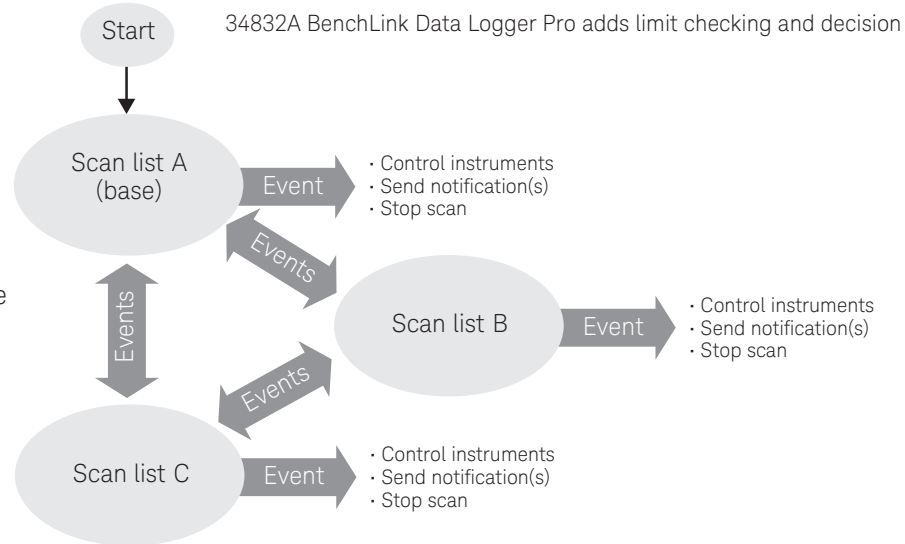 Start
34832A BenchLink Data Logger Pro adds limit checking and decision
Scan list A
(base)
Event
· Control instruments
· Send notification(s)
· Stop scan
Events
e
Events
Scan list B
Event
· Control instruments
· Send notification(s)
· Stop scan
Events
Scan list C
Event
· Control instruments
· Send notification(s)
· Stop scan